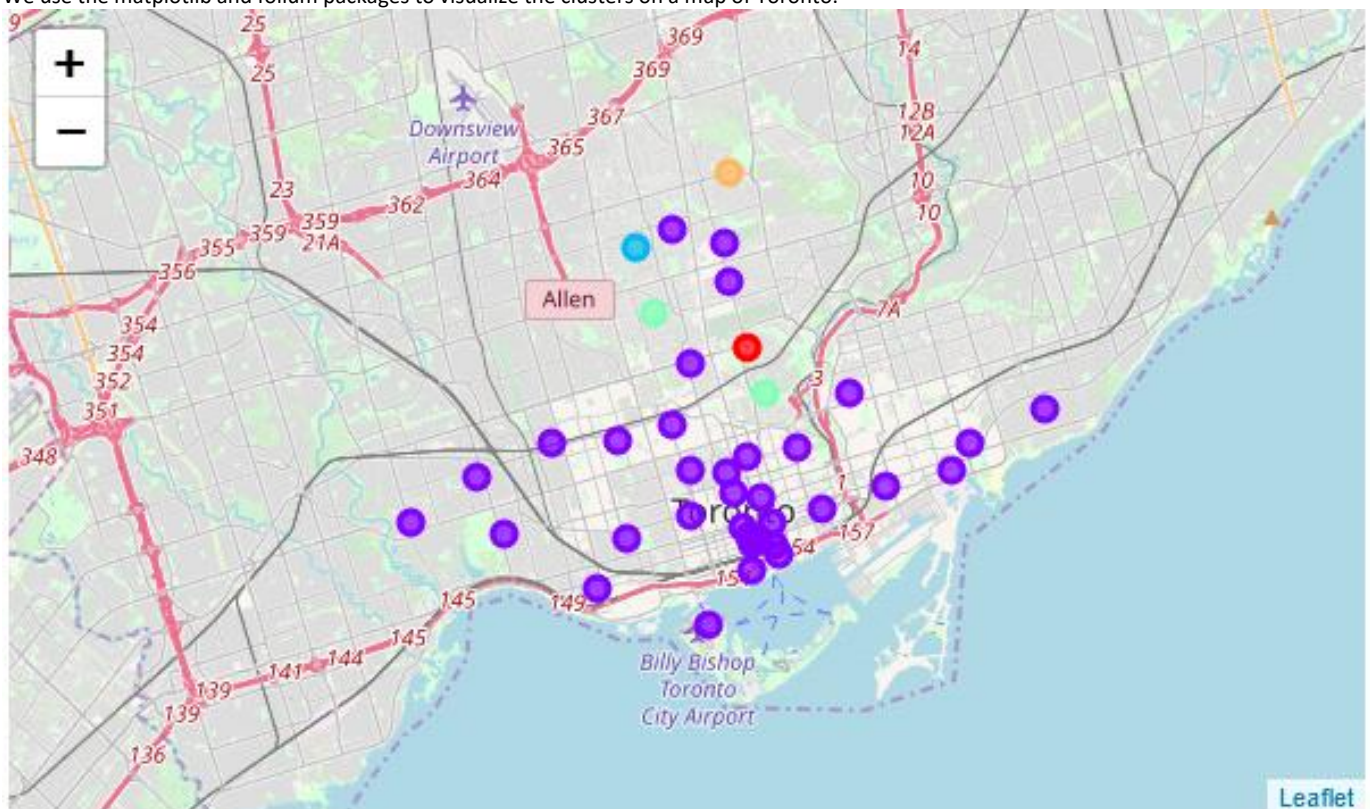 We use the matplotlib and folium packages to visualize the clusters on a map of Toronto.
9
25
369
14
+
25
369
−
367
12B
12A
Downsview
Airport
365
364
10
23
362
359
10
359
21A
355
356
Allen
7A
354
354
3
352
351
348
1
Toronto
157
54
15
145
149
145
144
141
Billy Bishop
Toronto
City Airport
139
139
136
Leaflet